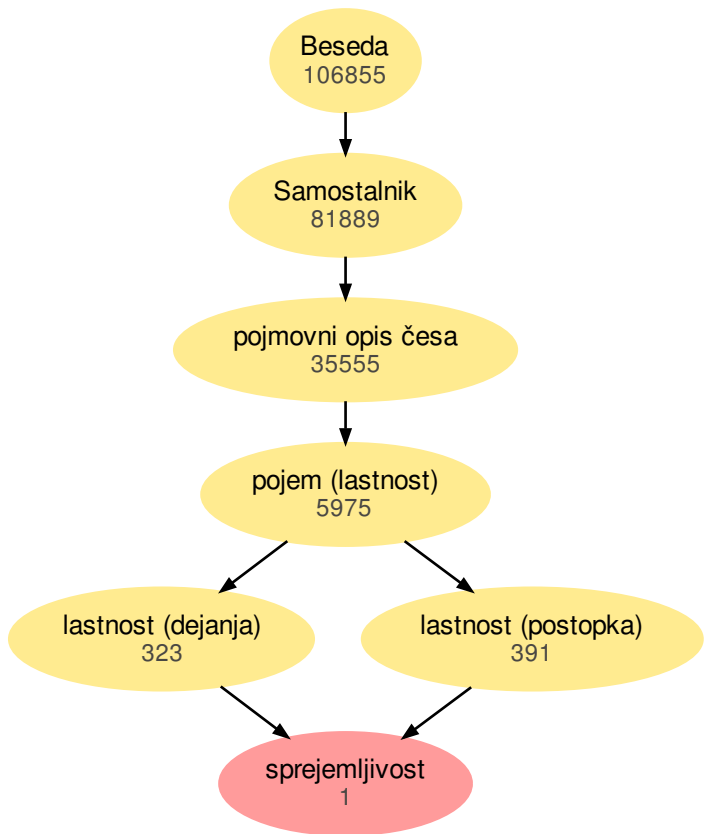 Beseda
106855
Samostalnik
81889
pojmovni opis česa
35555
pojem (lastnost)
5975
lastnost (dejanja)
323
lastnost (postopka)
391
sprejemljivost
1